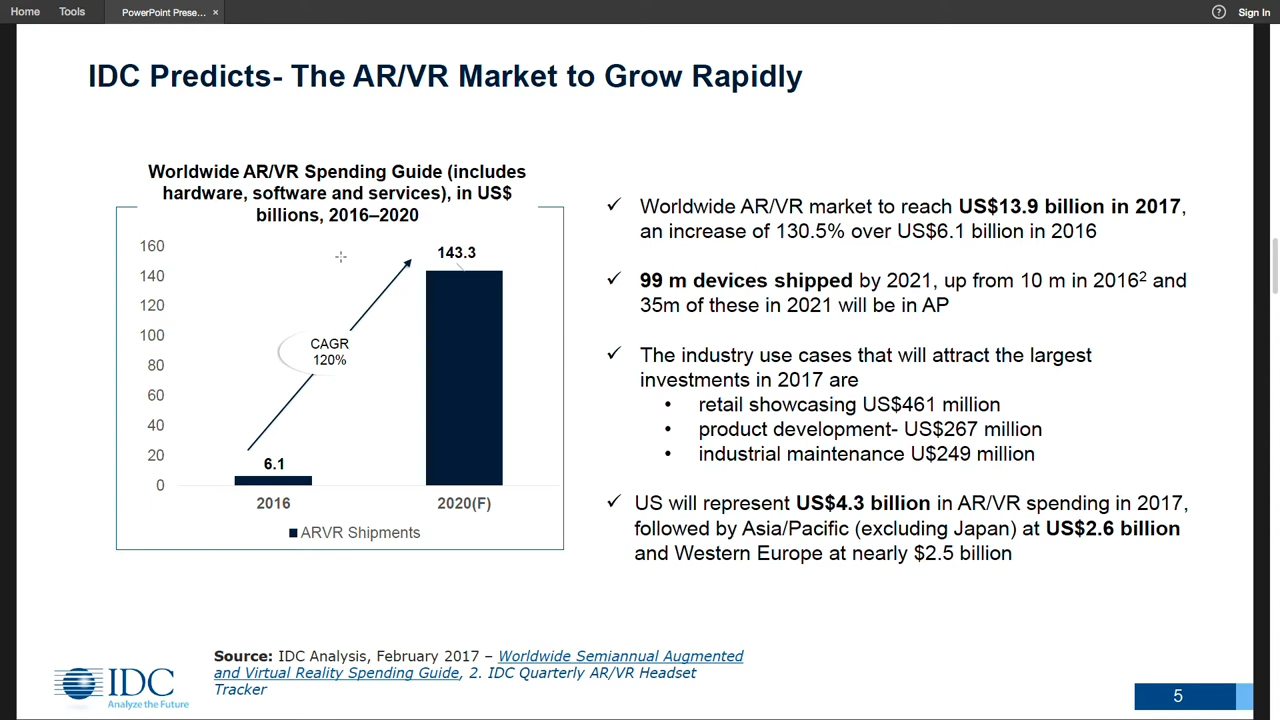 Home Tools PowerPoint Prese... × ? Sign In
IDC Predicts- The AR/VR Market to Grow Rapidly
Worldwide AR/VR Spending Guide (includes
hardware, software and services), in US$
billions, 2016–2020
160
140
120
100
80
60
40
20
0
143.3
CAGR
120%
6.1
2016
2020(F)
ARVR Shipments
✓ Worldwide AR/VR market to reach US$13.9 billion in 2017,
an increase of 130.5% over US$6.1 billion in 2016
✓ 99 m devices shipped by 2021, up from 10 m in 2016² and
35m of these in 2021 will be in AP
✓ The industry use cases that will attract the largest
investments in 2017 are
• retail showcasing US$461 million
• product development- US$267 million
• industrial maintenance U$249 million
✓ US will represent US$4.3 billion in AR/VR spending in 2017,
followed by Asia/Pacific (excluding Japan) at US$2.6 billion
and Western Europe at nearly $2.5 billion
Source: IDC Analysis, February 2017 – Worldwide Semiannual Augmented
and Virtual Reality Spending Guide, 2. IDC Quarterly AR/VR Headset
Tracker
IDC
Analyze the Future
5